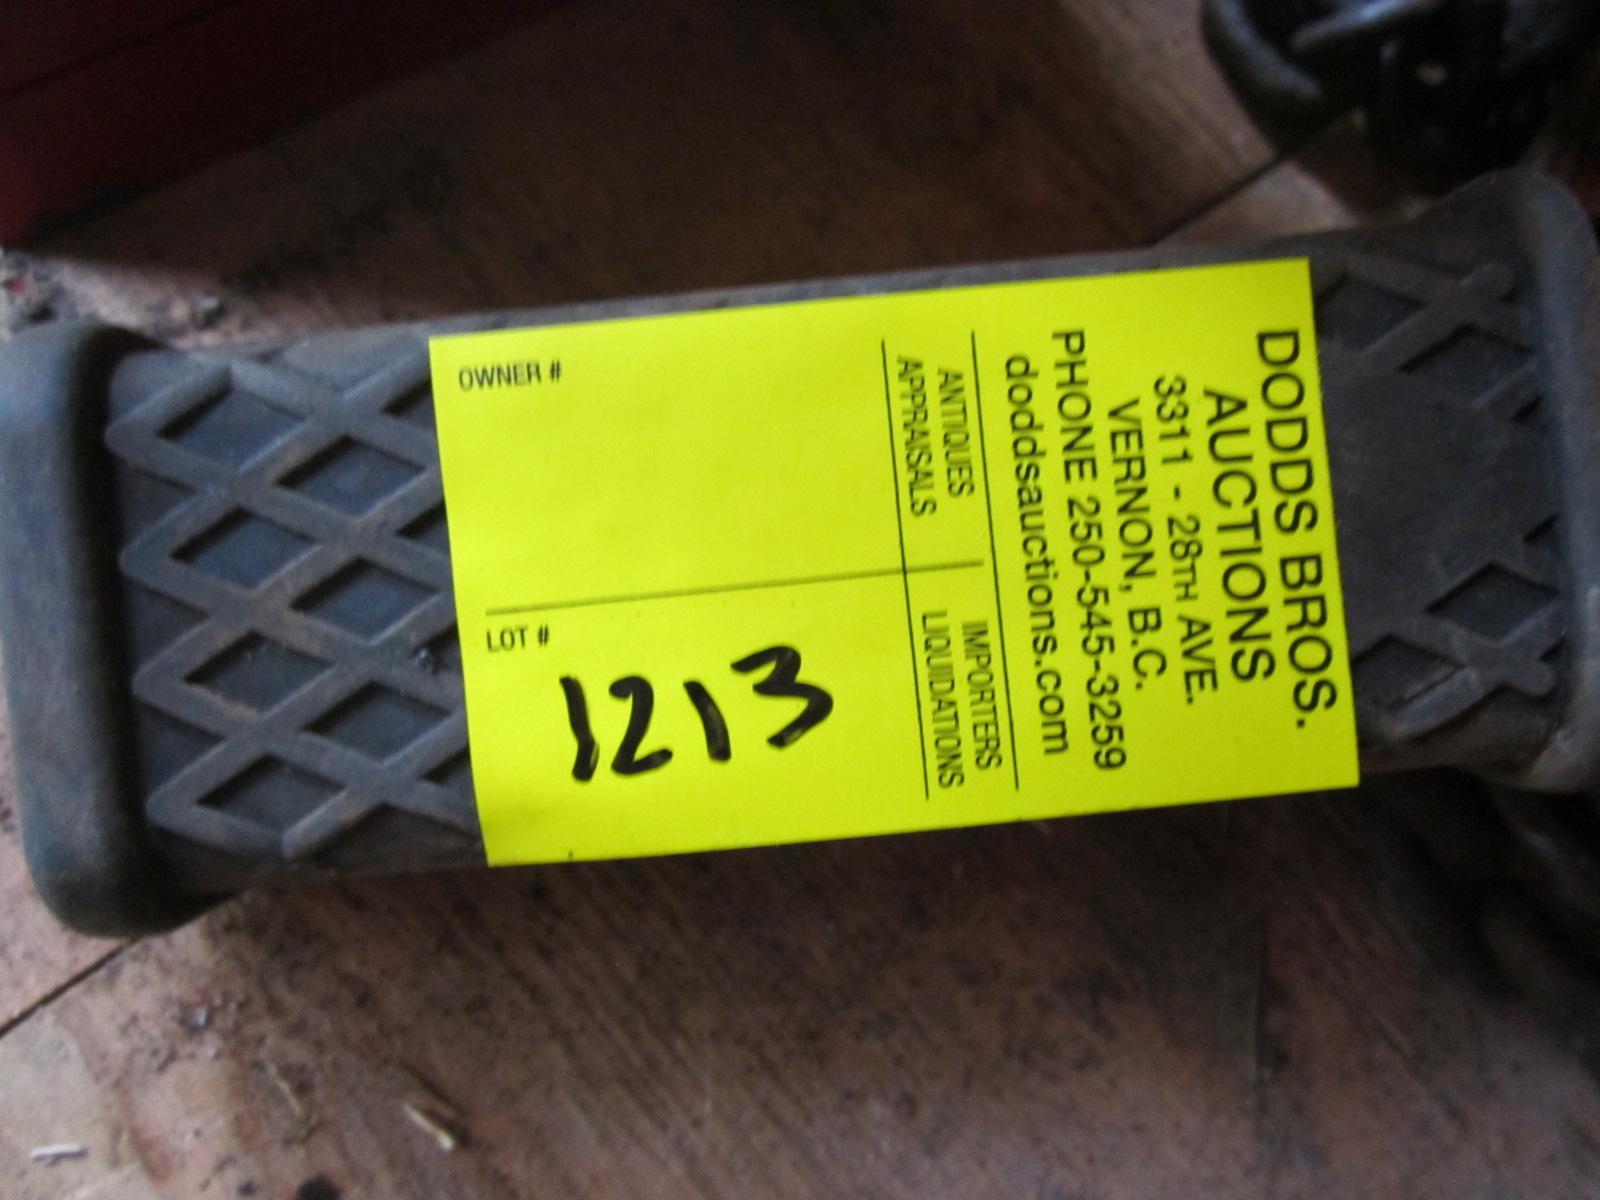 DODDS BROS.
AUCTIONS
3311 - 28TH AVE.
VERNON, B.C.
PHONE 250-545-3259
doddsauctions.com
ANTIQUES IMPORTERS
APPRAISALS LIQUIDATIONS
OWNER #
LOT #
1213